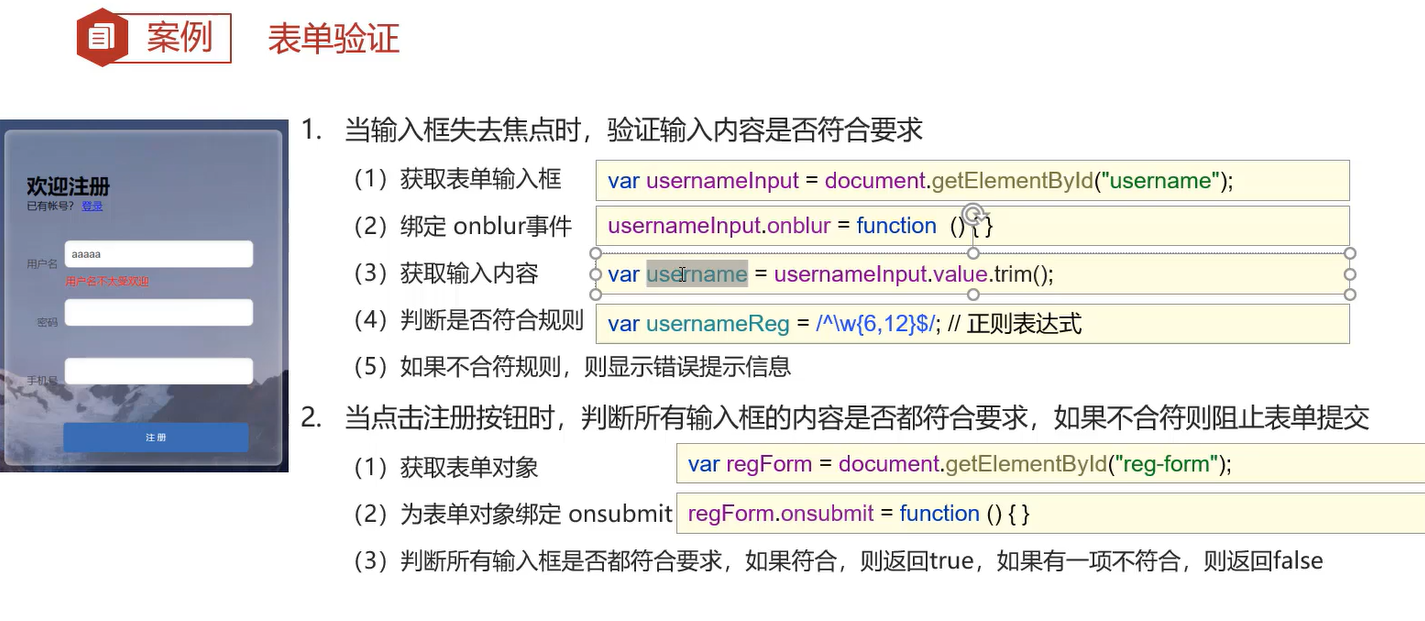 案例 表单验证
欢迎注册
已有帐号？ 登录
用户名 aaaaa
用户名不太受欢迎
密码
手机号
注册
1. 当输入框失去焦点时，验证输入内容是否符合要求
（1）获取表单输入框 var usernameInput = document.getElementById("username");
（2）绑定 onblur事件 usernameInput.onblur = function () { }
（3）获取输入内容 var username = usernameInput.value.trim();
（4）判断是否符合规则 var usernameReg = /^\w{6,12}$/; // 正则表达式
（5）如果不合符规则，则显示错误提示信息
2. 当点击注册按钮时，判断所有输入框的内容是否都符合要求，如果不合符则阻止表单提交
（1）获取表单对象 var regForm = document.getElementById("reg-form");
（2）为表单对象绑定 onsubmit regForm.onsubmit = function () { }
（3）判断所有输入框是否都符合要求，如果符合，则返回true，如果有一项不符合，则返回false